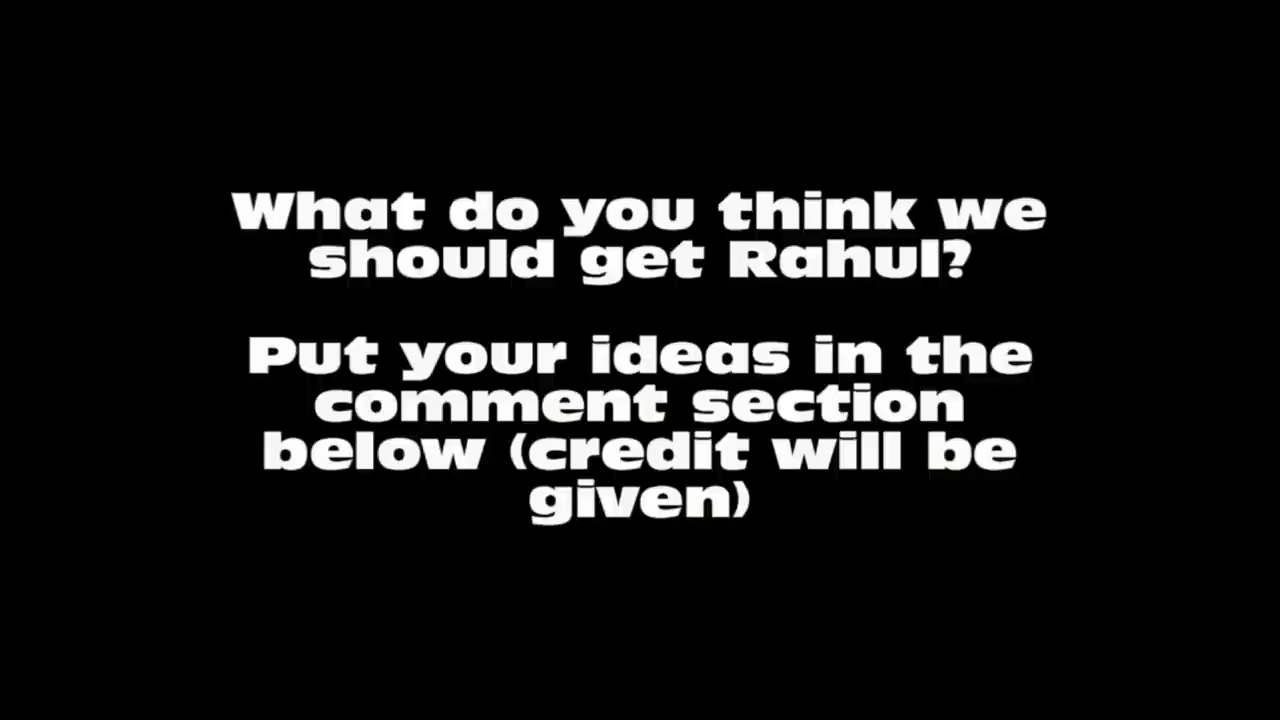 What do you think we
should get Rahul?
Put your ideas in the
comment section
below (credit will be
given)